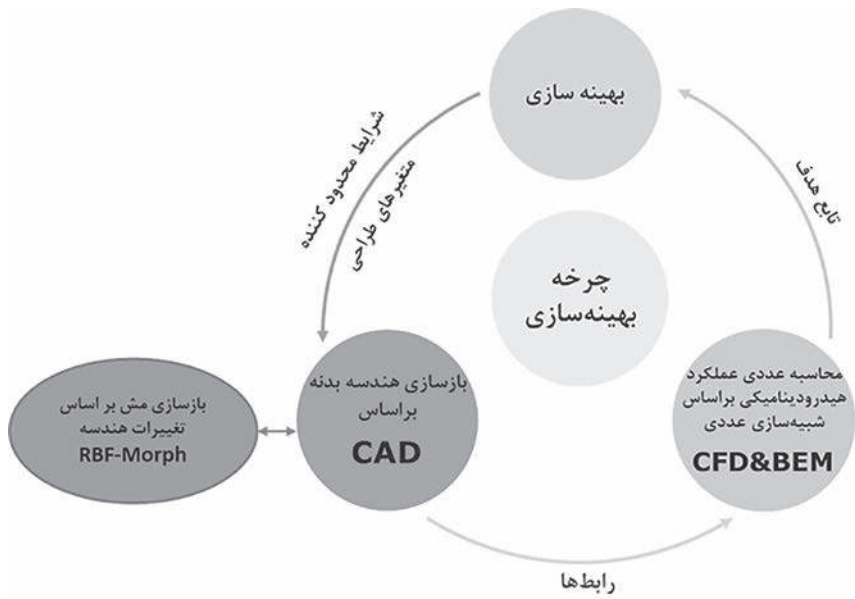 بهینه سازی
شرایط محدود کننده
متغیرهای طراحی
تابع هدف
چرخه
بهینه‌سازی
بازسازی هندسه بدنه
براساس
CAD
بازسازی مش بر اساس
تغییرات هندسه
RBF-Morph
محاسبه عددی عملکرد
هیدرودینامیکی براساس
شبیه‌سازی عددی
CFD&BEM
رابط‌ها